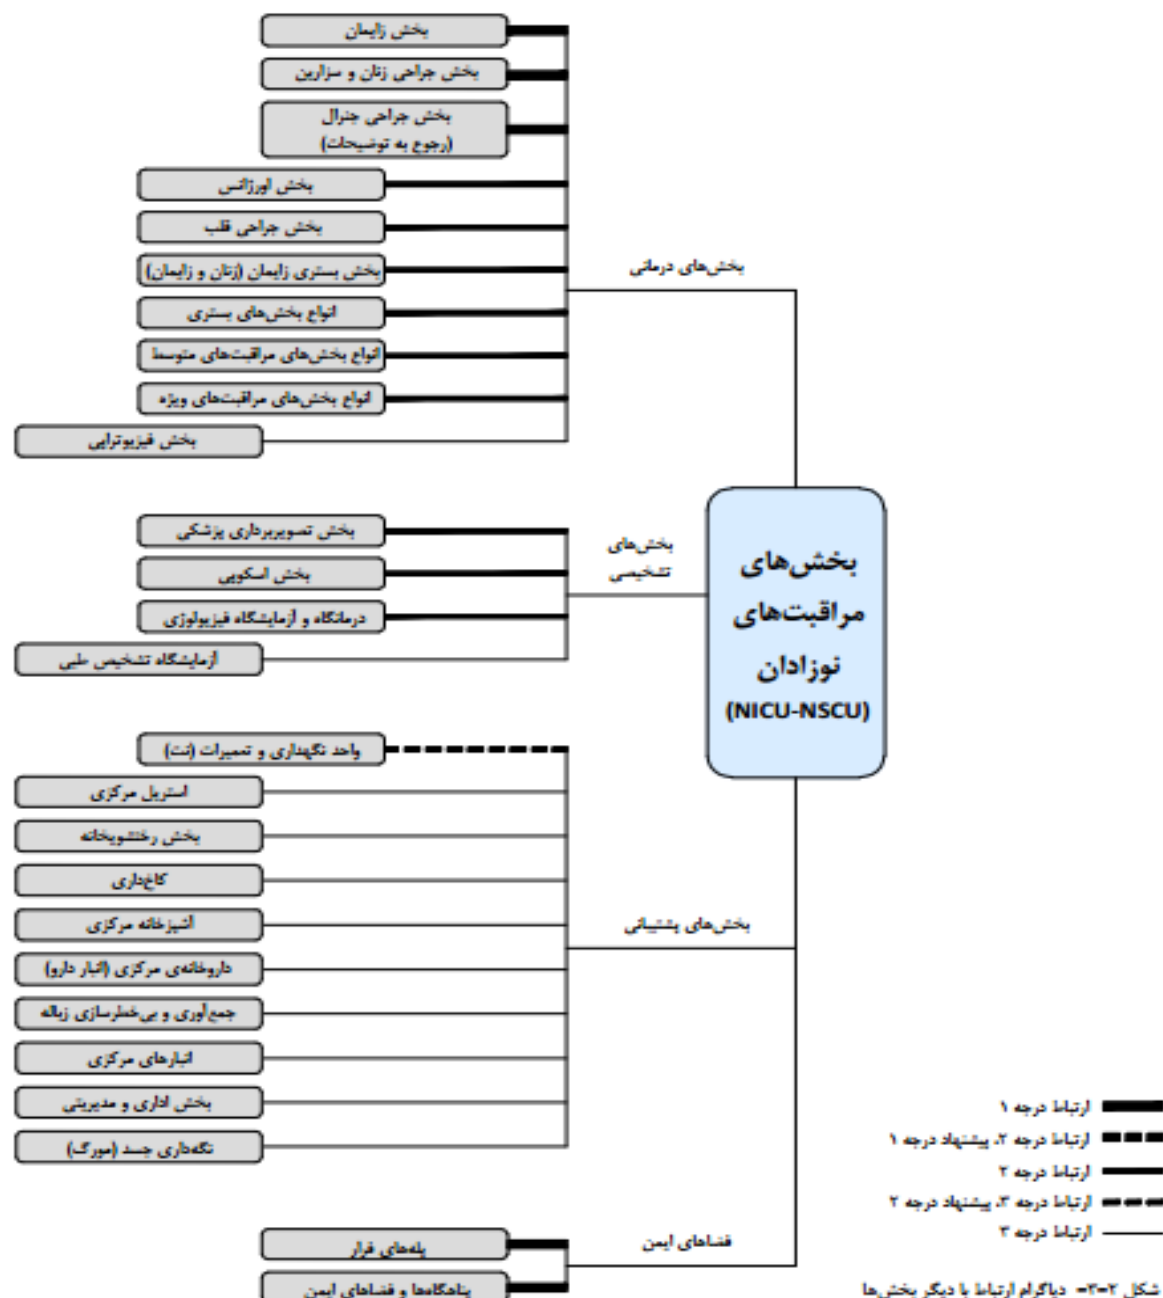 بخش زایمان
بخش جراحی زنان و سزارین
بخش جراحی جنرال
(رجوع به توضیحات)
بخش اورژانس
بخش جراحی قلب
بخش بستری زایمان (زنان و زایمان)
انواع بخش‌های بستری
انواع بخش‌های مراقبت‌های متوسط
انواع بخش‌های مراقبت‌های ویژه
بخش فیزیوتراپی
بخش‌های درمانی
بخش تصویربرداری پزشکی
بخش اسکوپی
درمانگاه و آزمایشگاه فیزیولوژی
آزمایشگاه تشخیص طبی
بخش‌های
تشخیصی
بخش‌های
مراقبت‌های
نوزادان
(NICU-NSCU)
واحد نگهداری و تعمیرات (نت)
استریل مرکزی
بخش رختشویخانه
کاخ‌داری
آشپزخانه مرکزی
داروخانه‌ی مرکزی (انبار دارو)
جمع‌آوری و بی‌خطرسازی زباله
انبارهای مرکزی
بخش اداری و مدیریتی
نگه‌داری جسد (مورگ)
بخش‌های پشتیبانی
پله‌های فرار
پناهگاه‌ها و فضاهای ایمن
فضاهای ایمن
ارتباط درجه ۱
ارتباط درجه ۲، پیشنهاد درجه ۱
ارتباط درجه ۲
ارتباط درجه ۳، پیشنهاد درجه ۲
ارتباط درجه ۳
شکل ۲-۳- دیاگرام ارتباط با دیگر بخش‌ها